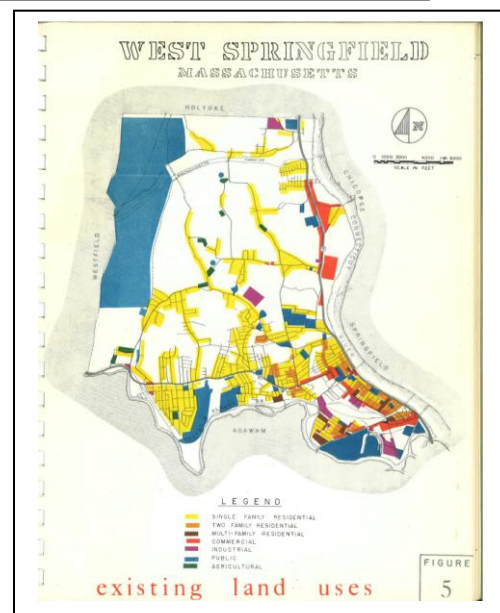 WEST SPRINGFIELD
MASSACHUSETTS
HOLYOKE
N
SCALE IN FEET
CHICOPEE
CONNECTICUT
WESTFIELD
SPRINGFIELD
RIVER
AGAWAM
LEGEND
SINGLE FAMILY RESIDENTIAL
TWO FAMILY RESIDENTIAL
MULTI-FAMILY RESIDENTIAL
COMMERCIAL
INDUSTRIAL
PUBLIC
AGRICULTURAL
existing land uses
FIGURE
5